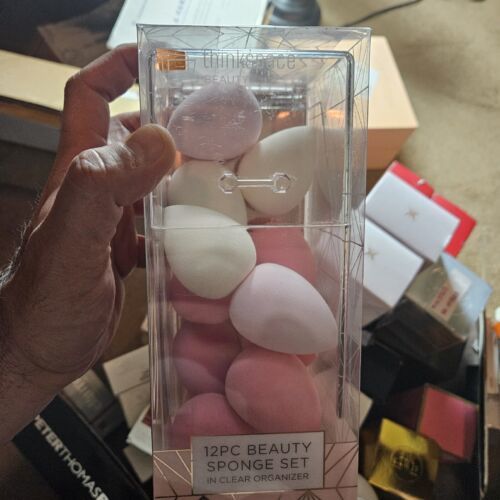 thinkspace
BEAUTY
12PC BEAUTY
SPONGE SET
IN CLEAR ORGANIZER
PETERTHOMAS